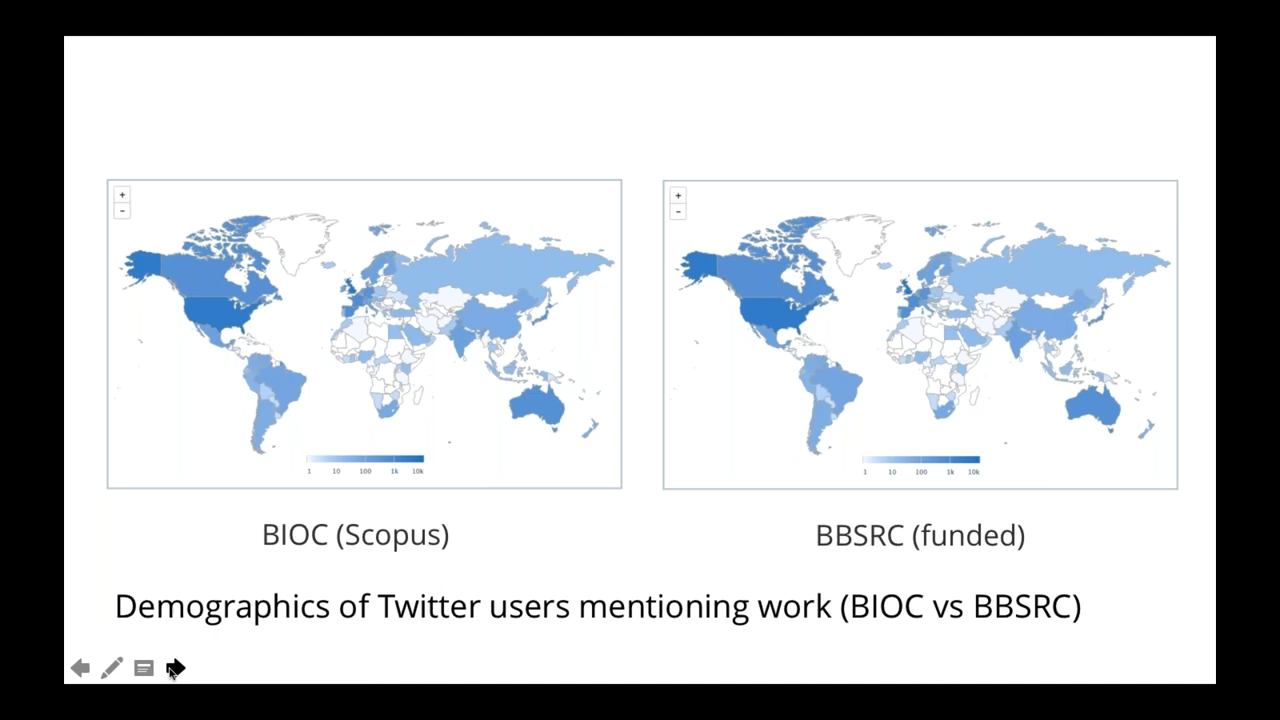 +
−
1 10 100 1k 10k
BIOC (Scopus)
+
−
1 10 100 1k 10k
BBSRC (funded)
Demographics of Twitter users mentioning work (BIOC vs BBSRC)